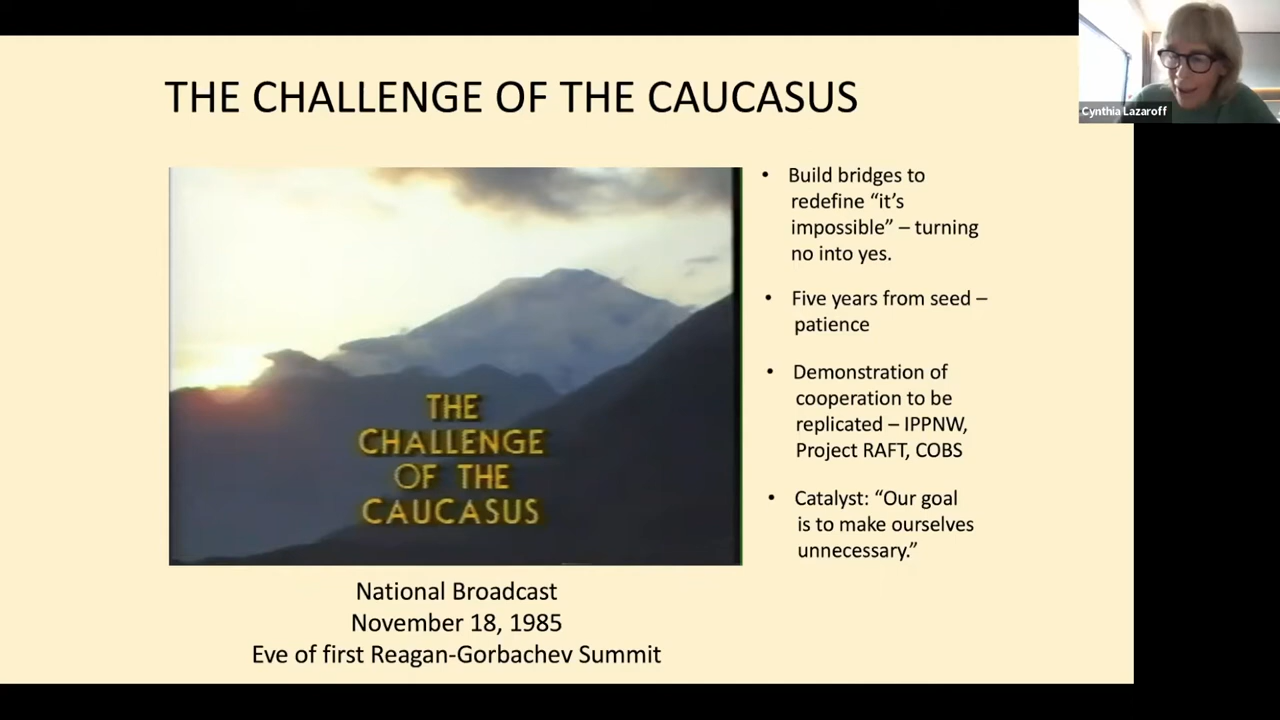 THE CHALLENGE OF THE CAUCASUS
Cynthia Lazaroff
THE
CHALLENGE
OF THE
CAUCASUS
• Build bridges to
redefine “it’s
impossible” – turning
no into yes.
• Five years from seed –
patience
• Demonstration of
cooperation to be
replicated – IPPNW,
Project RAFT, COBS
• Catalyst: “Our goal
is to make ourselves
unnecessary.”
National Broadcast
November 18, 1985
Eve of first Reagan-Gorbachev Summit